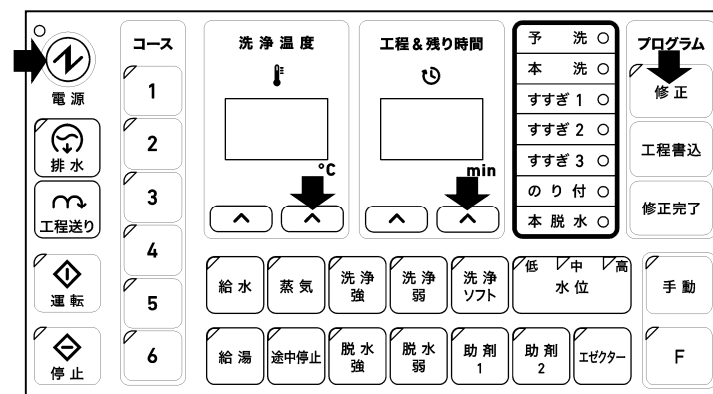 電源
排水
工程送り
運転
停止
コース
1
2
3
4
5
6
洗浄温度
℃
工程&残り時間
min
予洗
本洗
すすぎ1
すすぎ2
すすぎ3
のり付
本脱水
プログラム
修正
工程書込
修正完了
給水
蒸気
洗浄
強
洗浄
弱
洗浄
ソフト
低 中 高
水位
手動
給湯
途中停止
脱水
強
脱水
弱
助剤
1
助剤
2
エゼクター
F